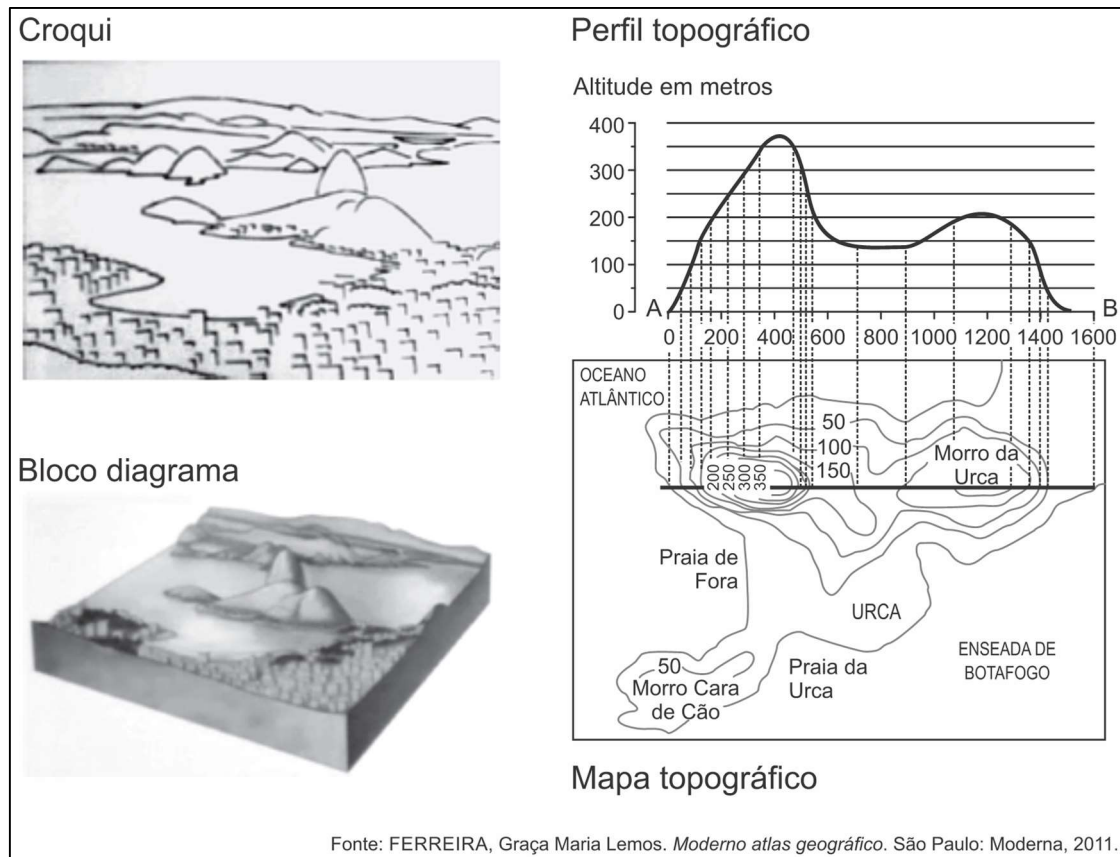 Croqui
Perfil topográfico
Altitude em metros
400
300
200
100
0
A
B
0 200 400 600 800 1000 1200 1400 1600
OCEANO
ATLÂNTICO
50
100
150
200
250
300
350
Morro da
Urca
Praia de
Fora
URCA
ENSEADA DE
BOTAFOGO
Praia da
Urca
50
Morro Cara
de Cão
Bloco diagrama
Mapa topográfico
Fonte: FERREIRA, Graça Maria Lemos. Moderno atlas geográfico. São Paulo: Moderna, 2011.